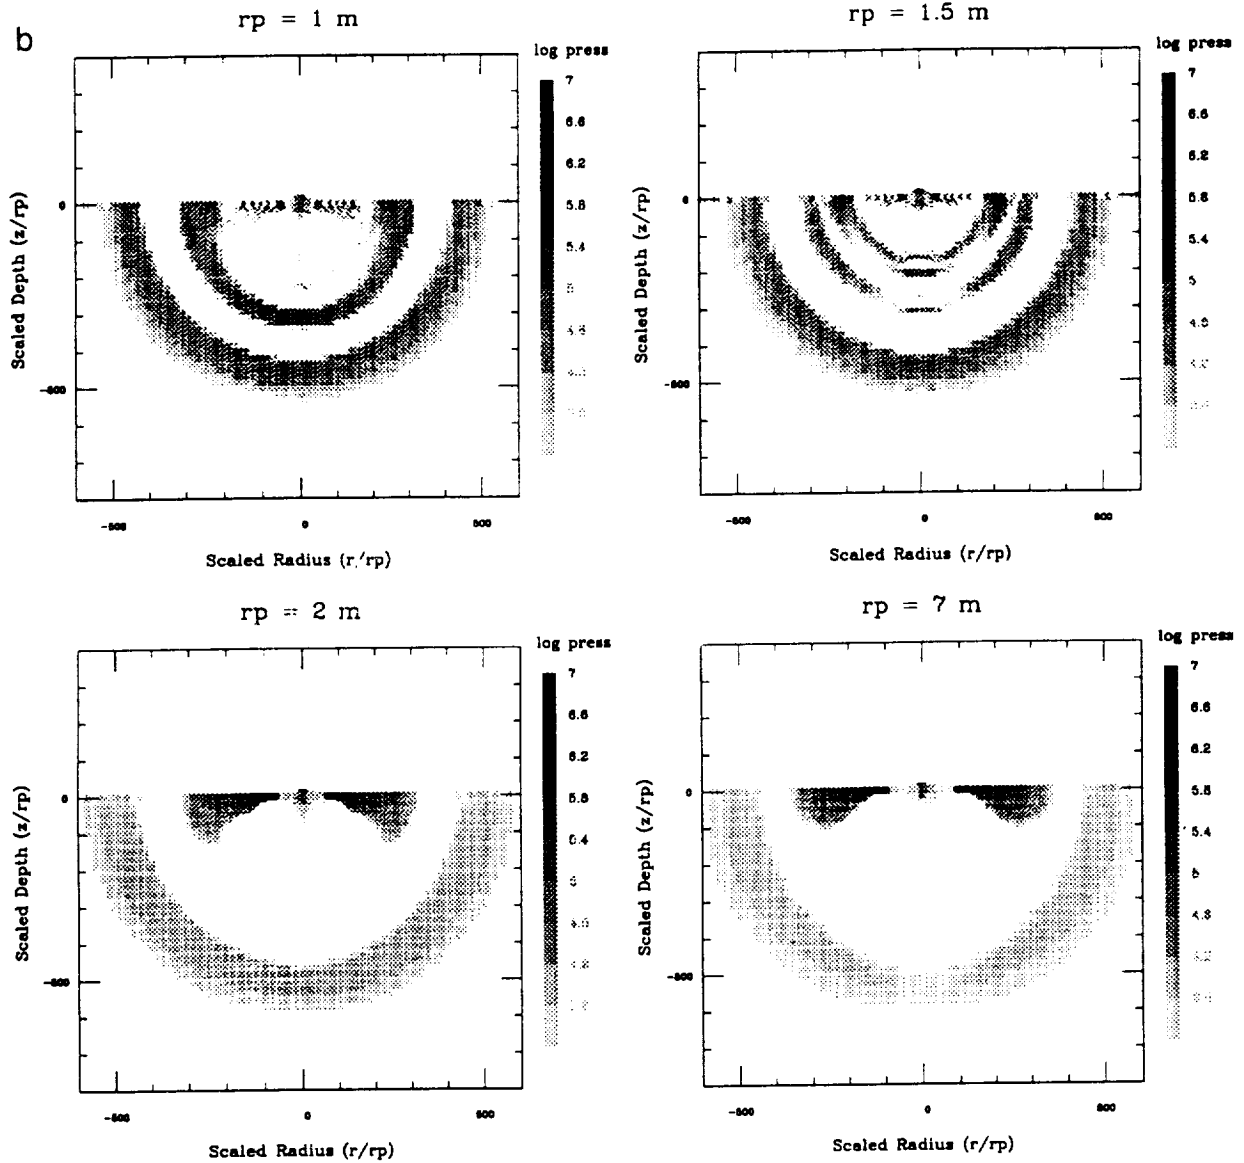 b
rp = 1 m
log press
7
6.6
6.2
5.8
5.4
5
0
-500
-500
0
500
Scaled Depth (z/rp)
Scaled Radius (r/rp)
rp = 1.5 m
log press
7
6.6
6.2
5.8
5.4
5
0
-500
-500
0
500
Scaled Depth (z/rp)
Scaled Radius (r/rp)
rp = 2 m
log press
7
6.6
6.2
5.8
5.4
0
-500
-500
0
500
Scaled Depth (z/rp)
Scaled Radius (r/rp)
rp = 7 m
log press
7
6.6
6.2
5.8
5.4
5
0
-500
-500
0
500
Scaled Depth (z/rp)
Scaled Radius (r/rp)